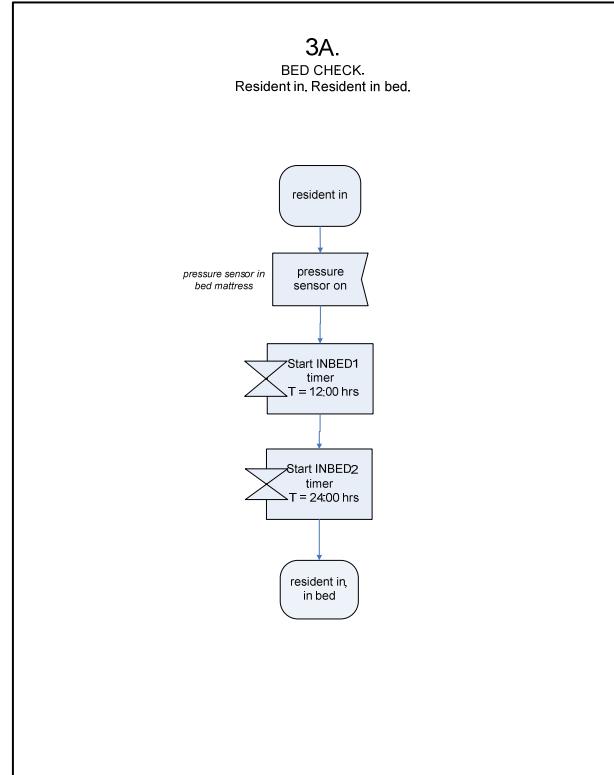 3A.
BED CHECK.
Resident in. Resident in bed.
resident in
pressure sensor in
bed mattress
pressure
sensor on
Start INBED1
timer
T = 12:00 hrs
Start INBED2
timer
T = 24:00 hrs
resident in,
in bed